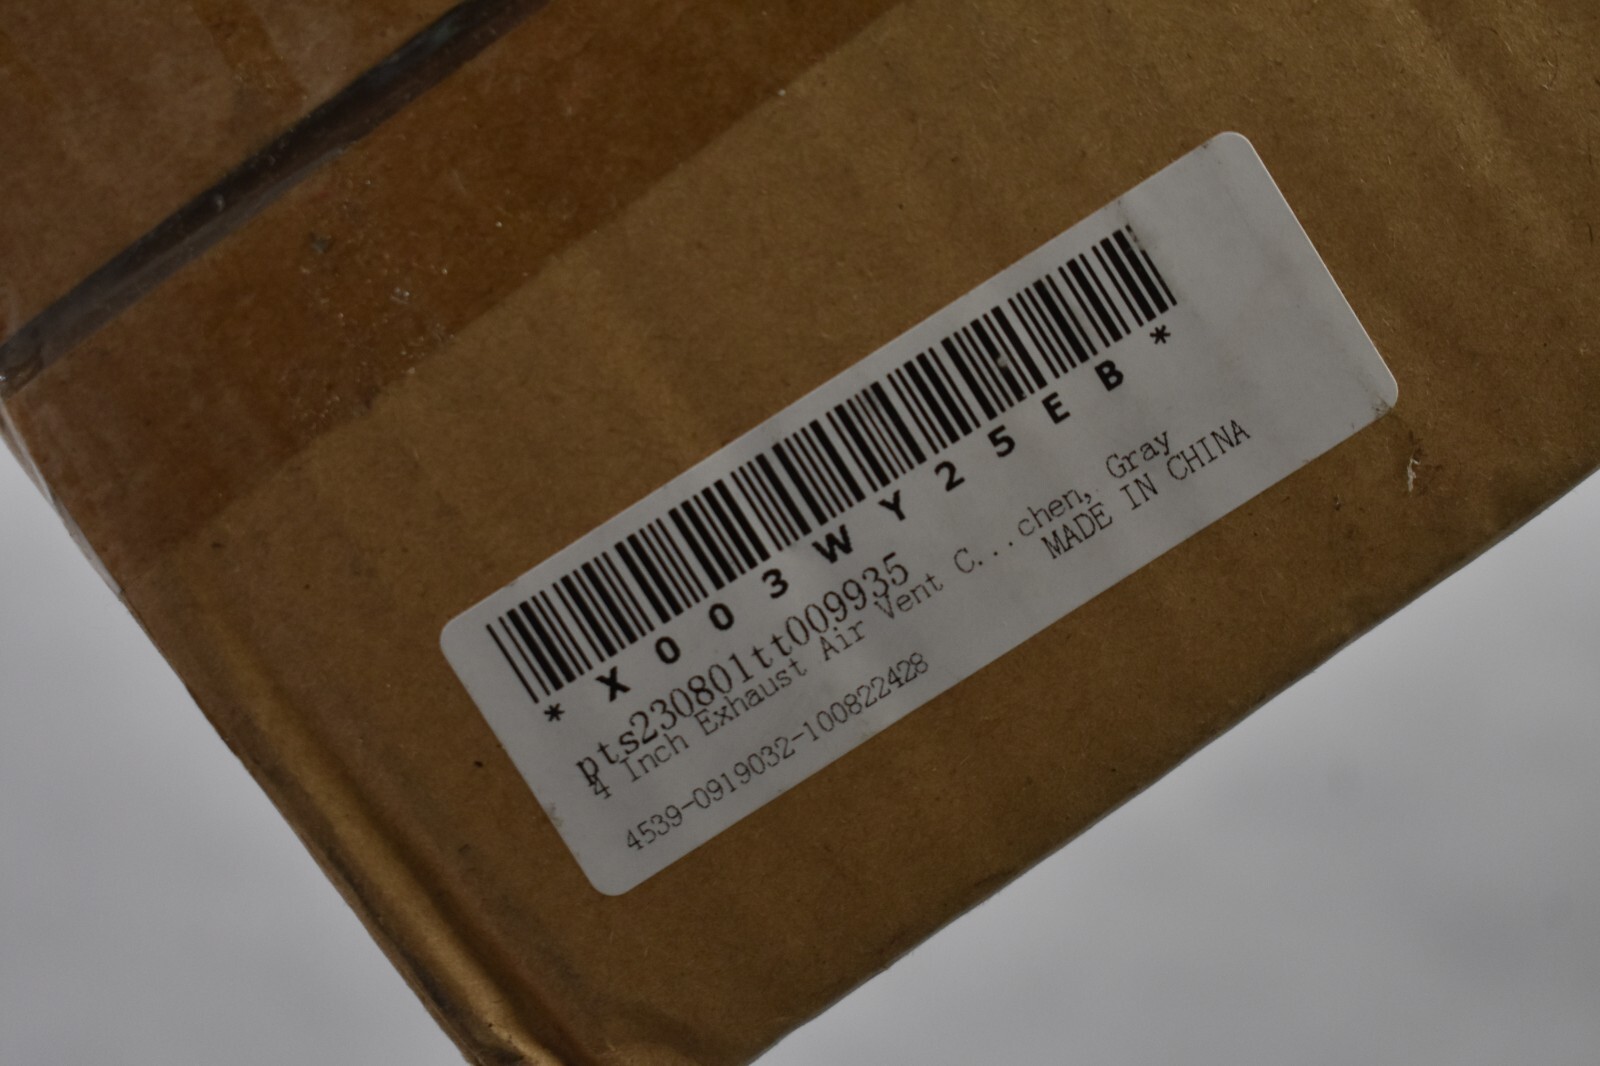 * X 0 0 3 W Y 2 5 E B *
pts230801tt009935
4 Inch Exhaust Air Vent C...chen, Gray
MADE IN CHINA
4539-0919032-100822428